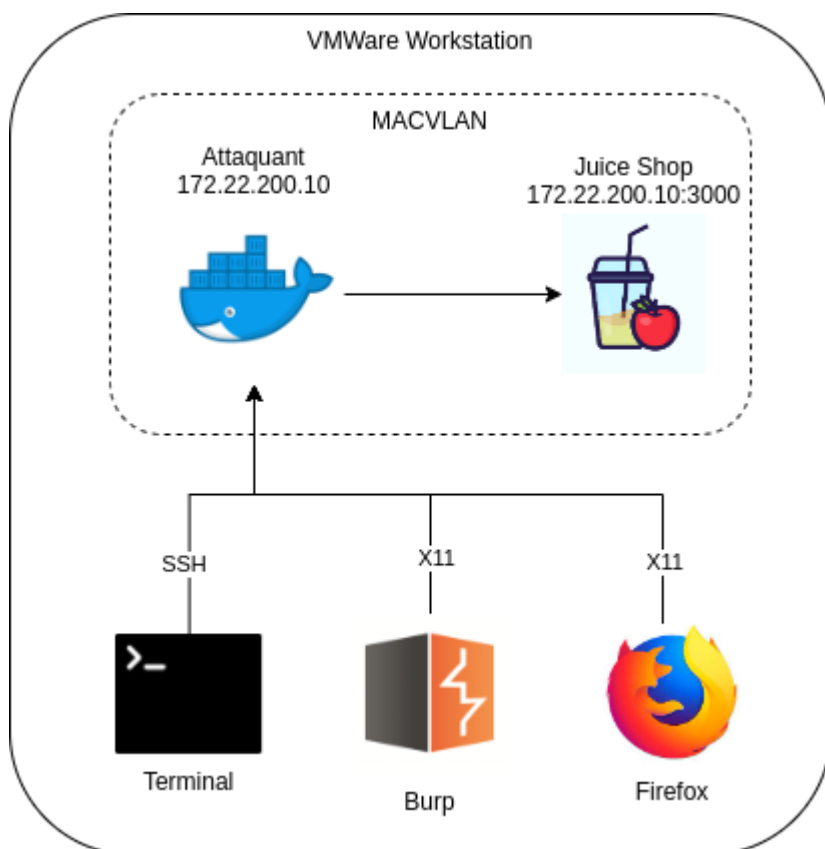 VMWare Workstation
MACVLAN
Attaquant
172.22.200.10
Juice Shop
172.22.200.10:3000
SSH
X11
X11
Terminal
Burp
Firefox